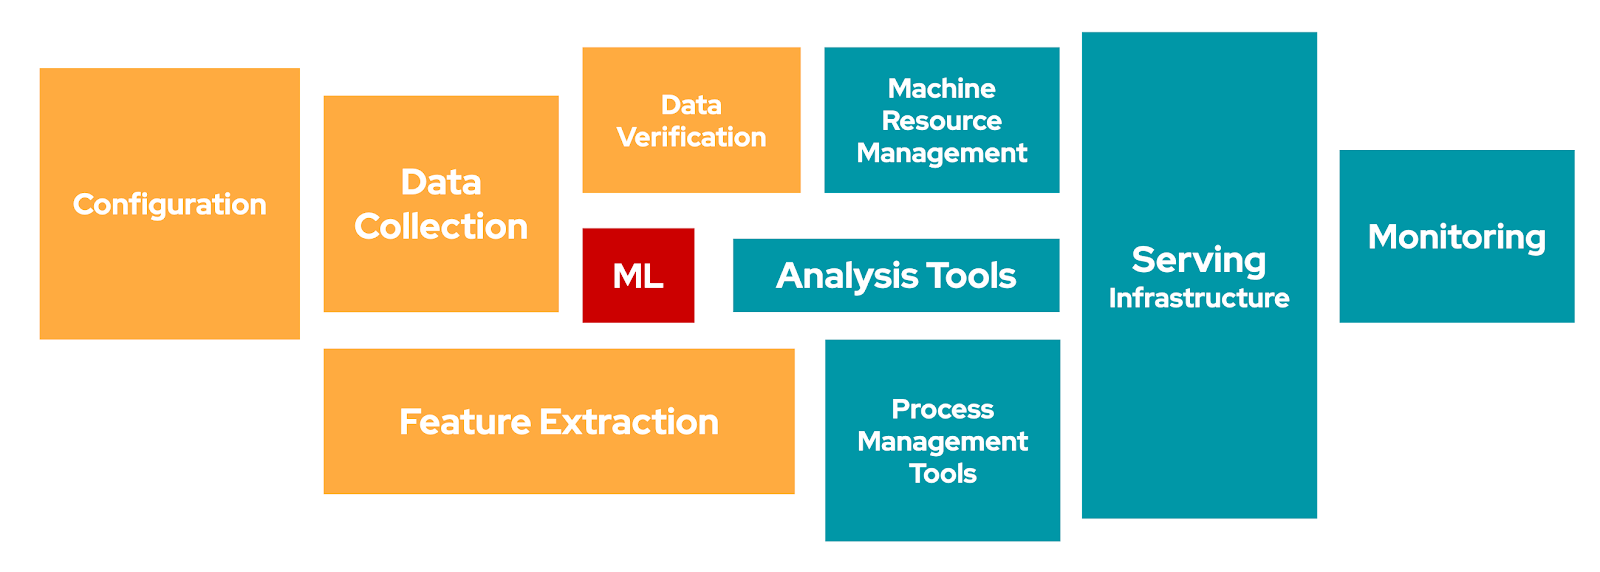 Configuration
Data
Collection
Data
Verification
Machine
Resource
Management
ML
Analysis Tools
Feature Extraction
Process
Management
Tools
Serving
Infrastructure
Monitoring